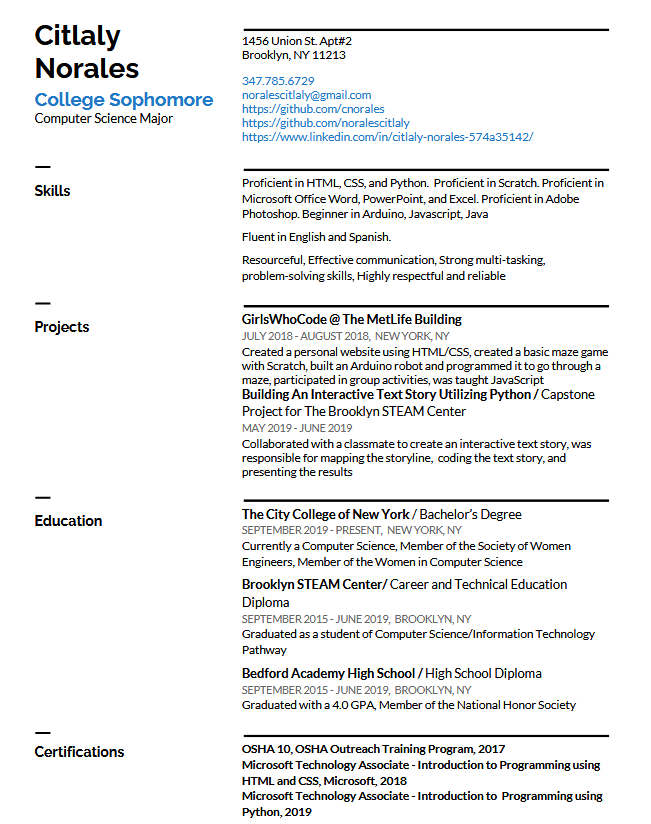 Citlaly
Norales
College Sophomore
Computer Science Major
1456 Union St. Apt#2
Brooklyn, NY 11213
347.785.6729
noralescitlaly@gmail.com
https://github.com/cnorales
https://github.com/noralescitlaly
https://www.linkedin.com/in/citlaly-norales-574a35142/
Skills
Proficient in HTML, CSS, and Python. Proficient in Scratch. Proficient in
Microsoft Office Word, PowerPoint, and Excel. Proficient in Adobe
Photoshop. Beginner in Arduino, Javascript, Java
Fluent in English and Spanish.
Resourceful, Effective communication, Strong multi-tasking,
problem-solving skills, Highly respectful and reliable
Projects
GirlsWhoCode @ The MetLife Building
JULY 2018 - AUGUST 2018, NEW YORK, NY
Created a personal website using HTML/CSS, created a basic maze game
with Scratch, built an Arduino robot and programmed it to go through a
maze, participated in group activities, was taught JavaScript
Building An Interactive Text Story Utilizing Python / Capstone
Project for The Brooklyn STEAM Center
MAY 2019 - JUNE 2019
Collaborated with a classmate to create an interactive text story, was
responsible for mapping the storyline, coding the text story, and
presenting the results
Education
The City College of New York / Bachelor's Degree
SEPTEMBER 2019 - PRESENT, NEW YORK, NY
Currently a Computer Science, Member of the Society of Women
Engineers, Member of the Women in Computer Science
Brooklyn STEAM Center/ Career and Technical Education
Diploma
SEPTEMBER 2015 - JUNE 2019, BROOKLYN, NY
Graduated as a student of Computer Science/Information Technology
Pathway
Bedford Academy High School / High School Diploma
SEPTEMBER 2015 - JUNE 2019, BROOKLYN, NY
Graduated with a 4.0 GPA, Member of the National Honor Society
Certifications
OSHA 10, OSHA Outreach Training Program, 2017
Microsoft Technology Associate - Introduction to Programming using
HTML and CSS, Microsoft, 2018
Microsoft Technology Associate - Introduction to Programming using
Python, 2019